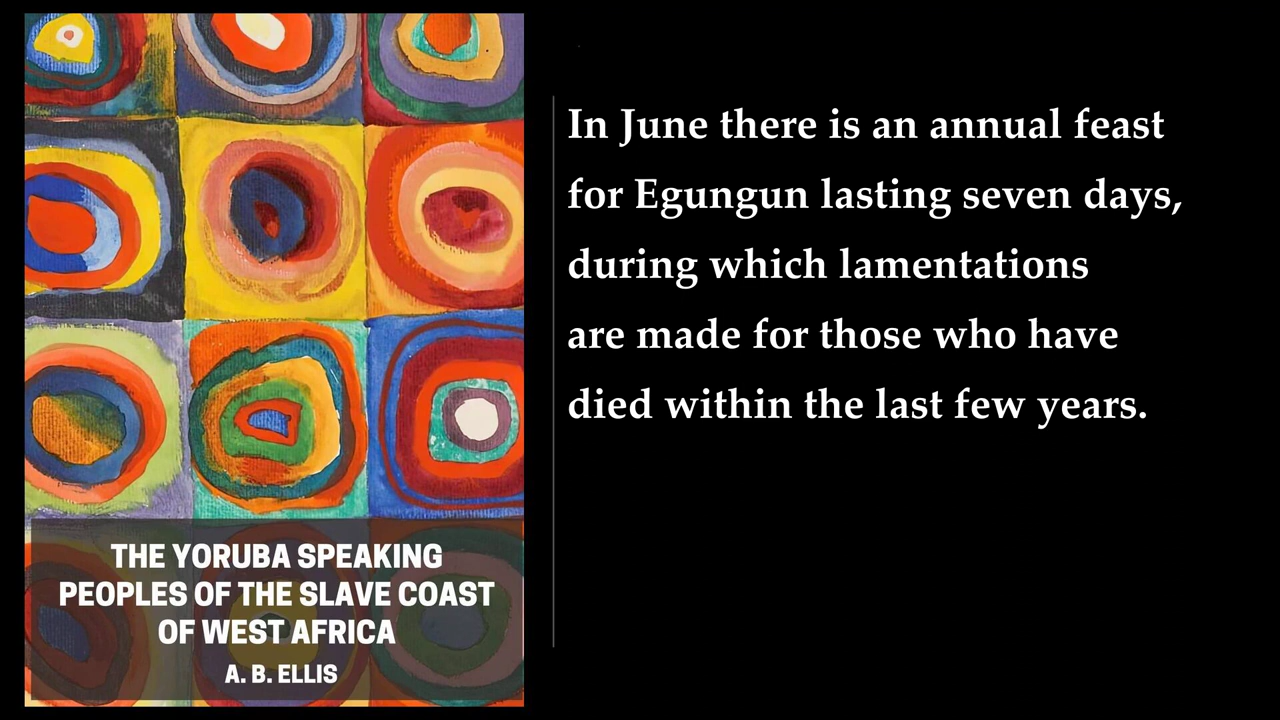 THE YORUBA SPEAKING
PEOPLES OF THE SLAVE COAST
OF WEST AFRICA
A. B. ELLIS
In June there is an annual feast
for Egungun lasting seven days,
during which lamentations
are made for those who have
died within the last few years.